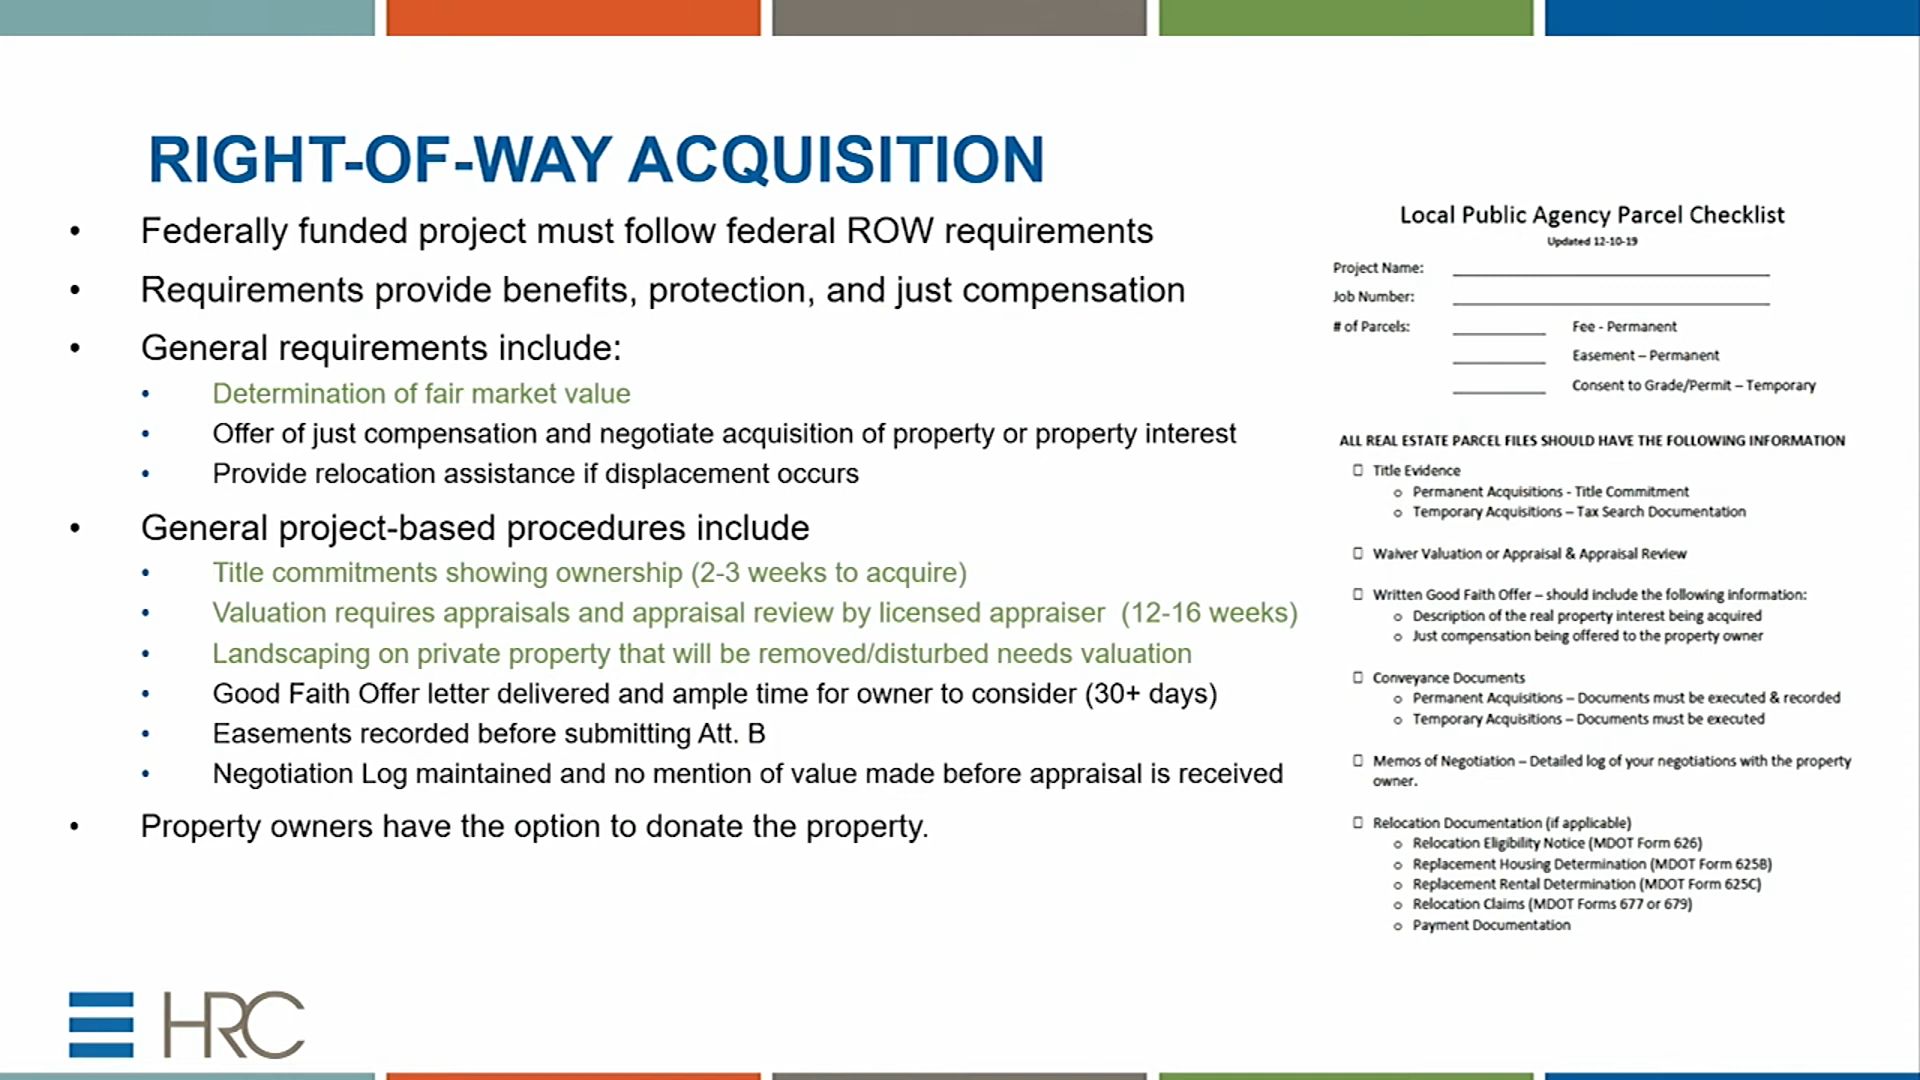 RIGHT-OF-WAY ACQUISITION
• Federally funded project must follow federal ROW requirements
• Requirements provide benefits, protection, and just compensation
• General requirements include:
• Determination of fair market value
• Offer of just compensation and negotiate acquisition of property or property interest
• Provide relocation assistance if displacement occurs
• General project-based procedures include
• Title commitments showing ownership (2-3 weeks to acquire)
• Valuation requires appraisals and appraisal review by licensed appraiser (12-16 weeks)
• Landscaping on private property that will be removed/disturbed needs valuation
• Good Faith Offer letter delivered and ample time for owner to consider (30+ days)
• Easements recorded before submitting Att. B
• Negotiation Log maintained and no mention of value made before appraisal is received
• Property owners have the option to donate the property.
Local Public Agency Parcel Checklist
Updated 12-10-19
Project Name:
Job Number:
# of Parcels: Fee - Permanent
Easement – Permanent
Consent to Grade/Permit – Temporary
ALL REAL ESTATE PARCEL FILES SHOULD HAVE THE FOLLOWING INFORMATION
☐ Title Evidence
o Permanent Acquisitions - Title Commitment
o Temporary Acquisitions – Tax Search Documentation
☐ Waiver Valuation or Appraisal & Appraisal Review
☐ Written Good Faith Offer – should include the following information:
o Description of the real property interest being acquired
o Just compensation being offered to the property owner
☐ Conveyance Documents
o Permanent Acquisitions – Documents must be executed & recorded
o Temporary Acquisitions – Documents must be executed
☐ Memos of Negotiation – Detailed log of your negotiations with the property
owner.
☐ Relocation Documentation (if applicable)
o Relocation Eligibility Notice (MDOT Form 626)
o Replacement Housing Determination (MDOT Form 625B)
o Replacement Rental Determination (MDOT Form 625C)
o Relocation Claims (MDOT Forms 677 or 679)
o Payment Documentation
HRC